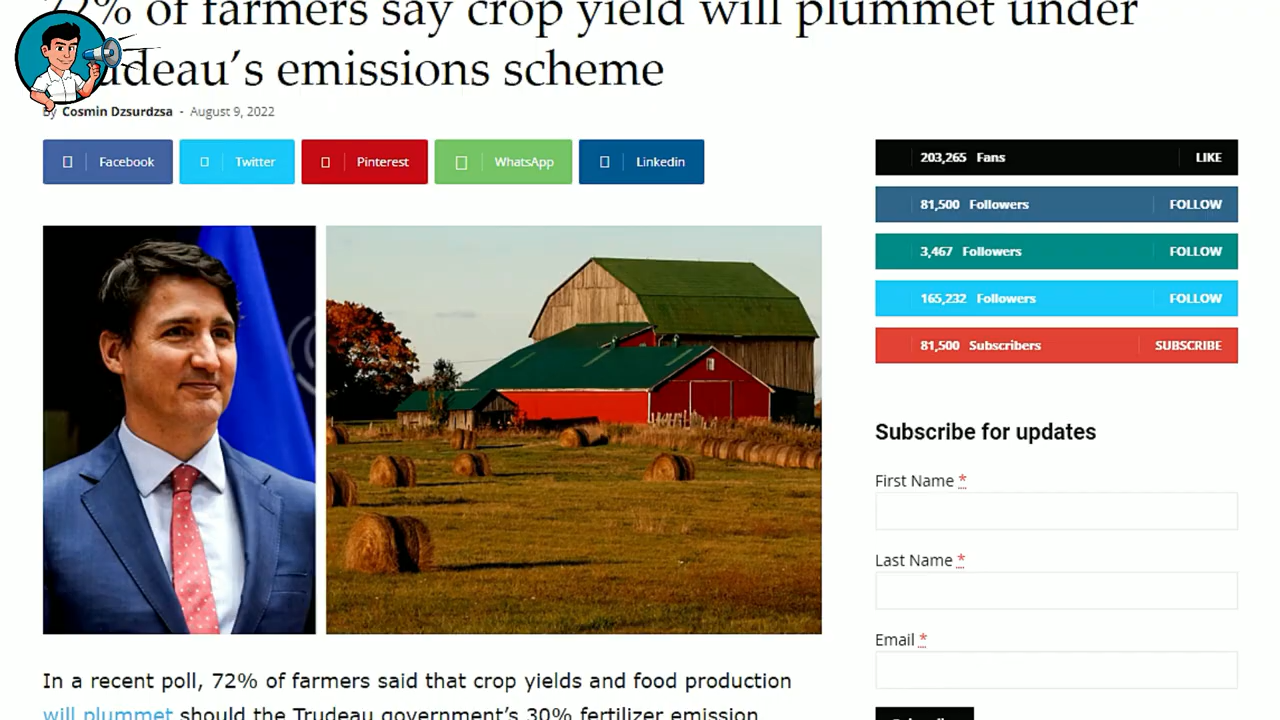 72% of farmers say crop yield will plummet under
Trudeau's emissions scheme
By Cosmin Dzsurdzsa - August 9, 2022
Facebook
Twitter
Pinterest
WhatsApp
Linkedin
203,265 Fans LIKE
81,500 Followers FOLLOW
3,467 Followers FOLLOW
165,232 Followers FOLLOW
81,500 Subscribers SUBSCRIBE
Subscribe for updates
First Name *
Last Name *
Email *
In a recent poll, 72% of farmers said that crop yields and food production
will plummet should the Trudeau government's 30% fertilizer emission